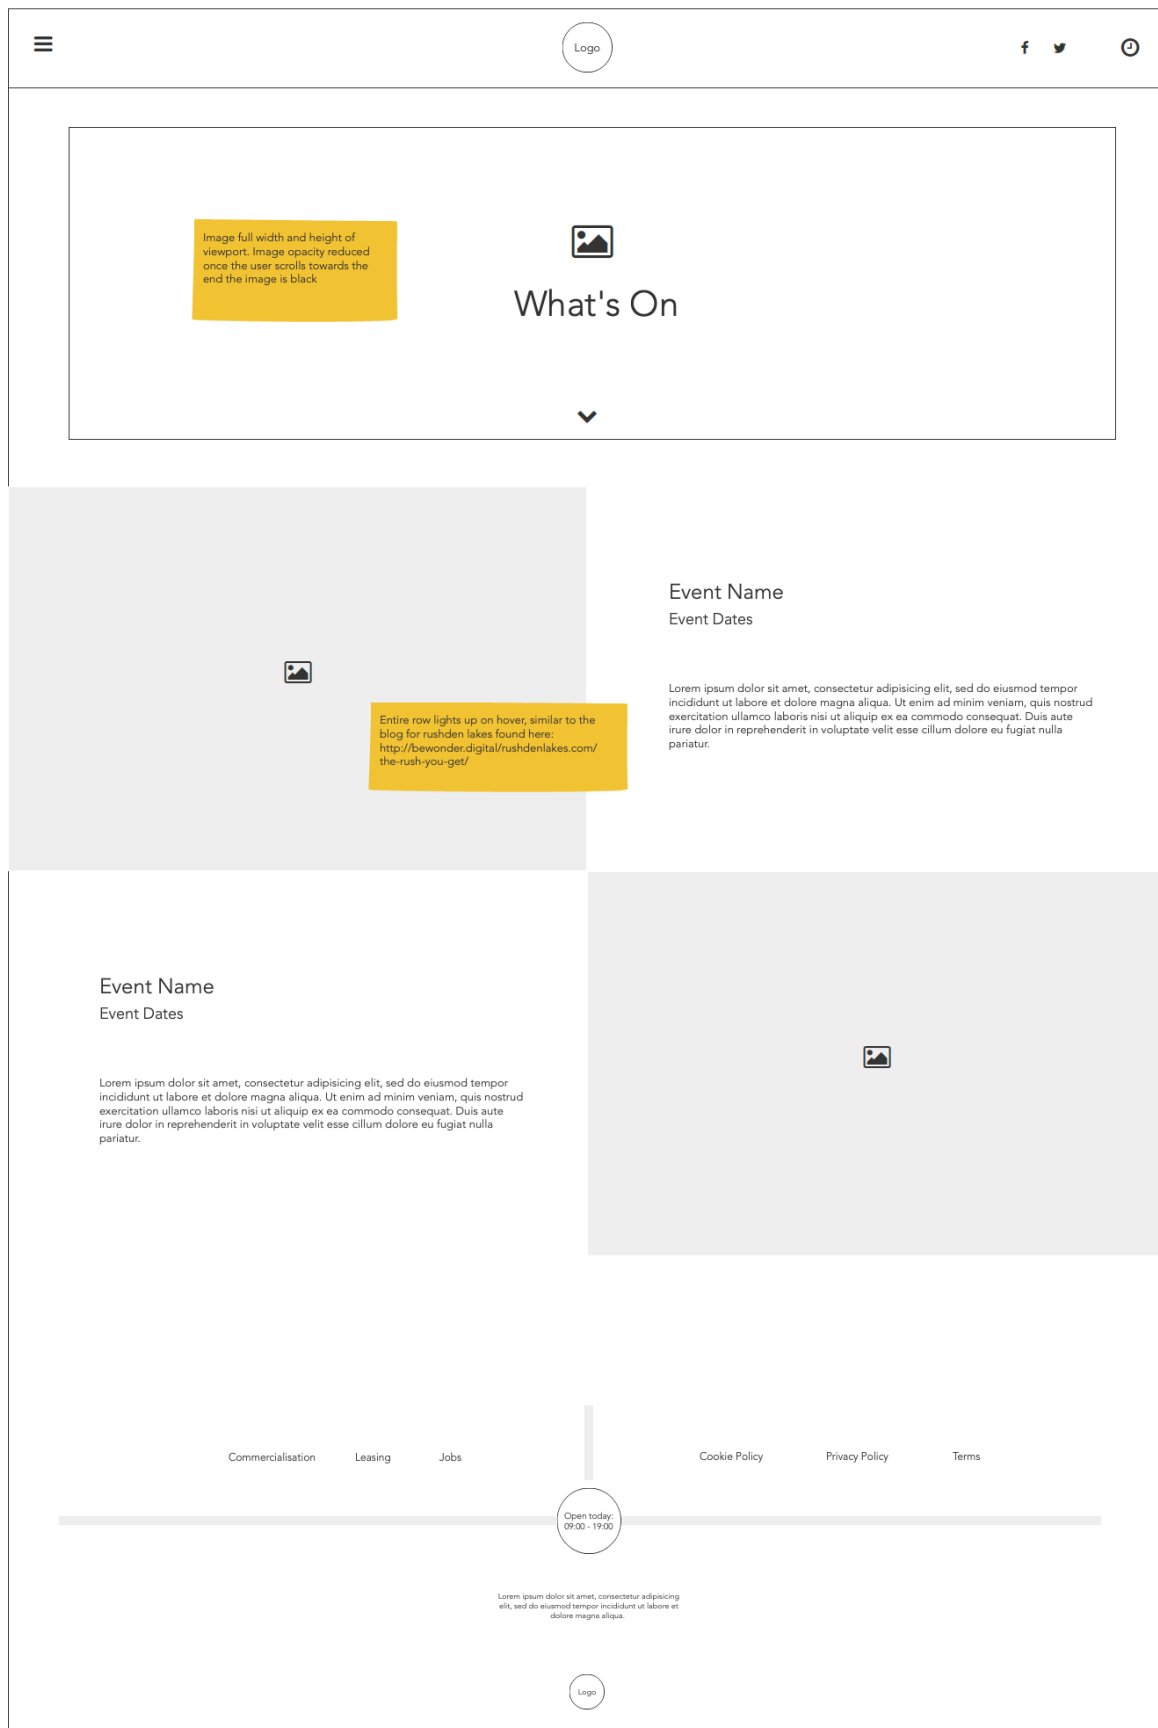 Logo
Image full width and height of
viewport. Image opacity reduced
once the user scrolls towards the
end the image is black
What's On
Event Name
Event Dates
Lorem ipsum dolor sit amet, consectetur adipisicing elit, sed do eiusmod tempor
incididunt ut labore et dolore magna aliqua. Ut enim ad minim veniam, quis nostrud
exercitation ullamco laboris nisi ut aliquip ex ea commodo consequat. Duis aute
irure dolor in reprehenderit in voluptate velit esse cillum dolore eu fugiat nulla
pariatur.
Entire row lights up on hover, similar to the
blog for rushden lakes found here:
http://bewonder.digital/rushdenlakes.com/
the-rush-you-get/
Event Name
Event Dates
Lorem ipsum dolor sit amet, consectetur adipisicing elit, sed do eiusmod tempor
incididunt ut labore et dolore magna aliqua. Ut enim ad minim veniam, quis nostrud
exercitation ullamco laboris nisi ut aliquip ex ea commodo consequat. Duis aute
irure dolor in reprehenderit in voluptate velit esse cillum dolore eu fugiat nulla
pariatur.
Commercialisation Leasing Jobs
Cookie Policy Privacy Policy Terms
Open today:
09:00 - 19:00
Lorem ipsum dolor sit amet, consectetur adipisicing
elit, sed do eiusmod tempor incididunt ut labore et
dolore magna aliqua.
Logo